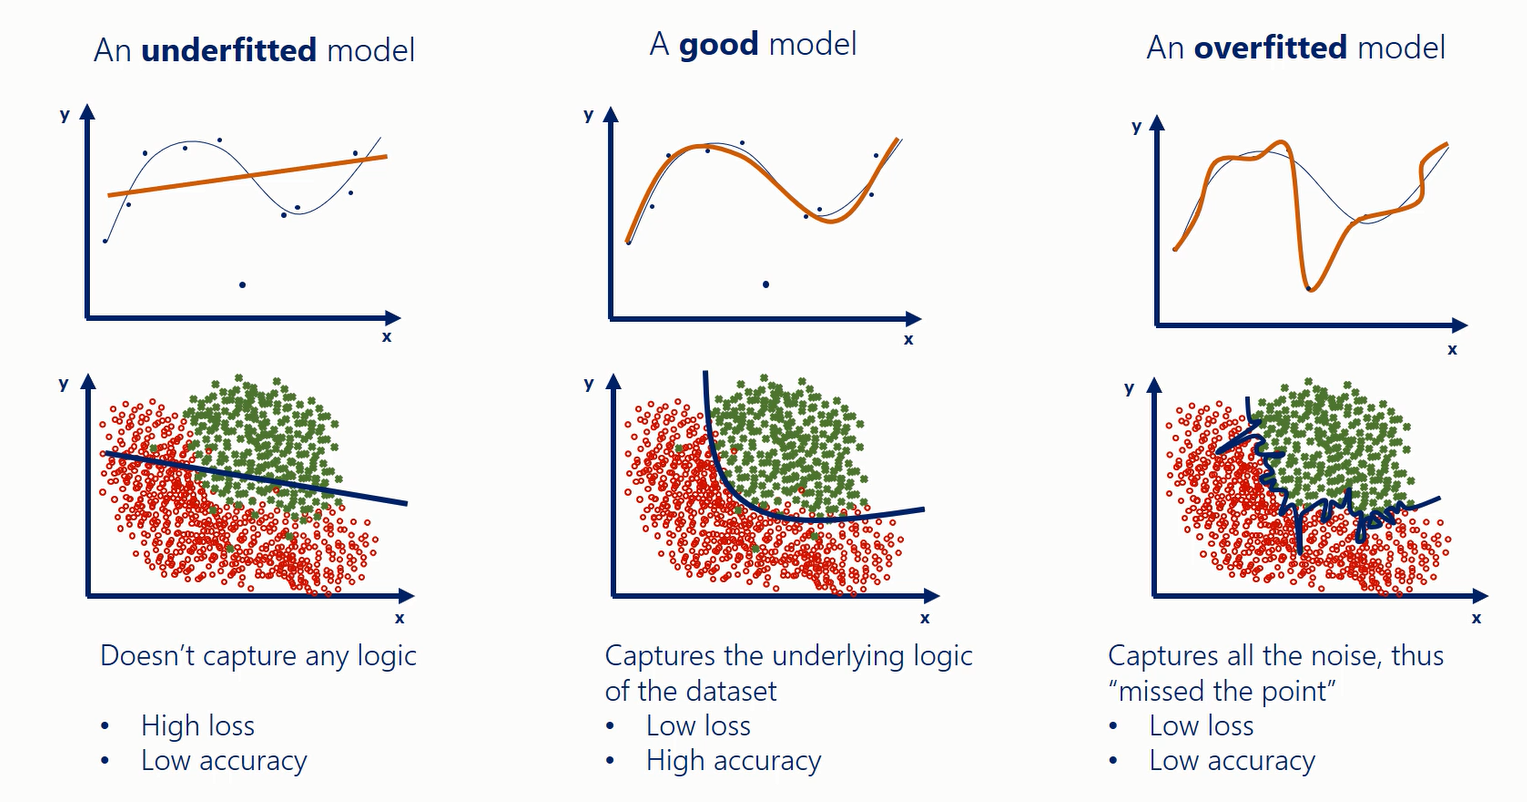 An underfitted model
A good model
An overfitted model
y
x
y
x
y
x
y
x
y
x
y
x
Doesn’t capture any logic
• High loss
• Low accuracy
Captures the underlying logic
of the dataset
• Low loss
• High accuracy
Captures all the noise, thus
“missed the point”
• Low loss
• Low accuracy